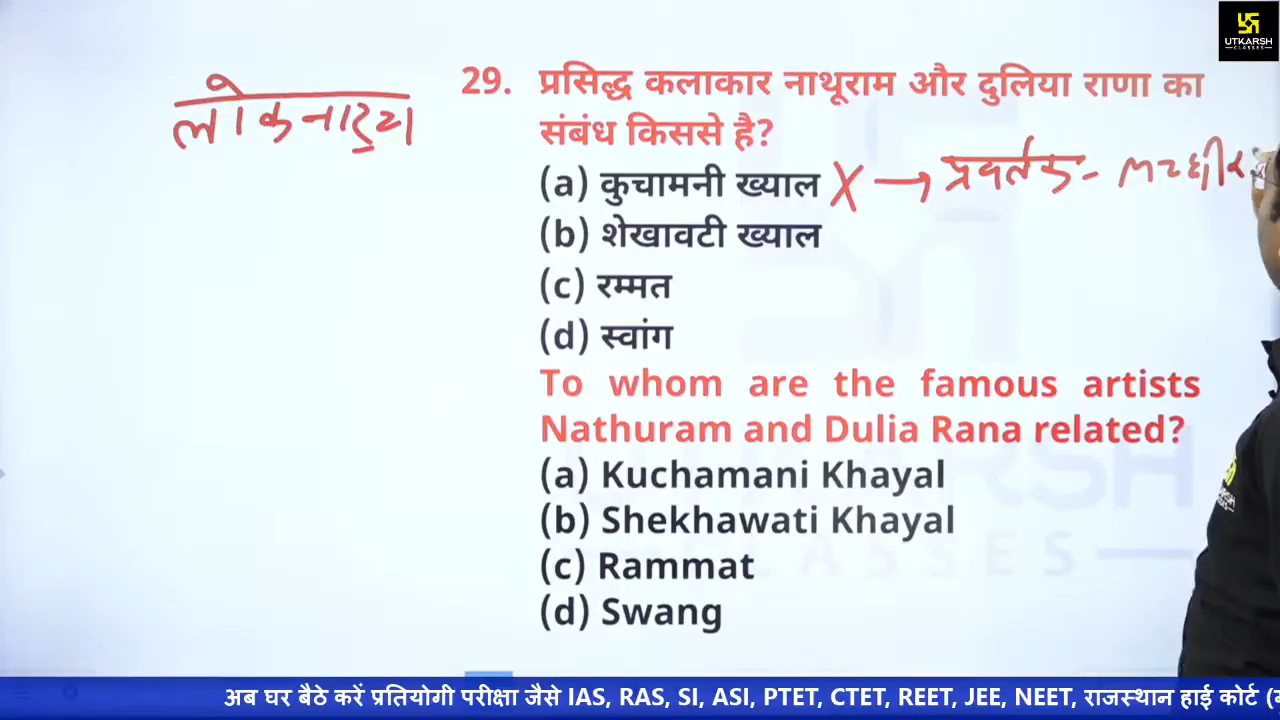 UTKARSH
CLASSES
लोकनाट्य
29. प्रसिद्ध कलाकार नाथूराम और दुलिया राणा का
संबंध किससे है?
(a) कुचामनी ख्याल X → प्रवर्तक -
(b) शेखावटी ख्याल
(c) रम्मत
(d) स्वांग
To whom are the famous artists
Nathuram and Dulia Rana related?
(a) Kuchamani Khayal
(b) Shekhawati Khayal
(c) Rammat
(d) Swang
अब घर बैठे करें प्रतियोगी परीक्षा जैसे IAS, RAS, SI, ASI, PTET, CTET, REET, JEE, NEET, राजस्थान हाई कोर्ट